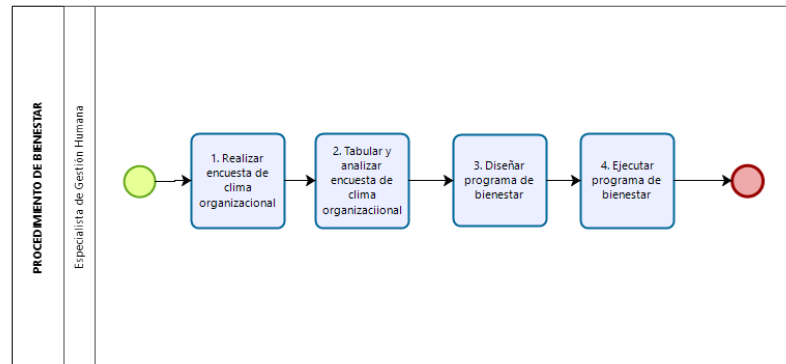 PROCEDIMIENTO DE BIENESTAR
Especialista de Gestión Humana
1. Realizar
encuesta de
clima
organizacional
2. Tabular y
analizar
encuesta de
clima
organizaciional
3. Diseñar
programa de
bienestar
4. Ejecutar
programa de
bienestar